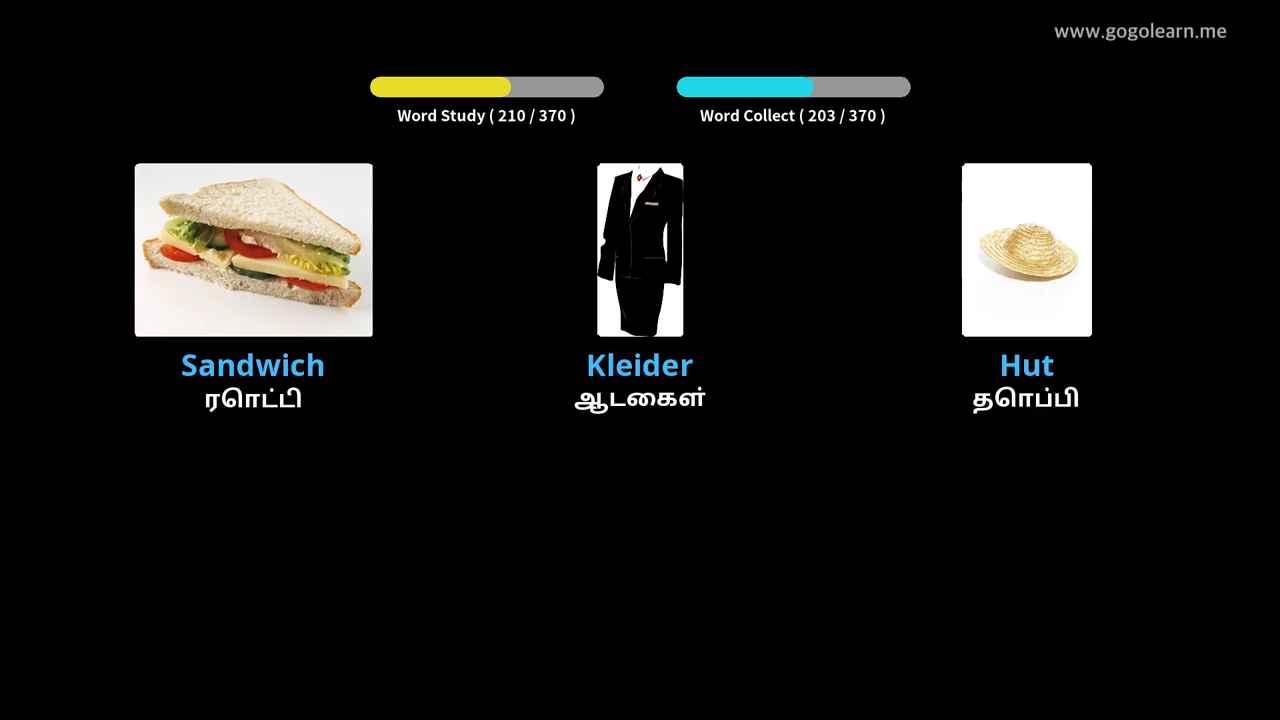 www.gogolearn.me
Word Study ( 210 / 370 )
Word Collect ( 203 / 370 )
Sandwich
ரொட்டி
Kleider
ஆடைகள்
Hut
தொப்பி